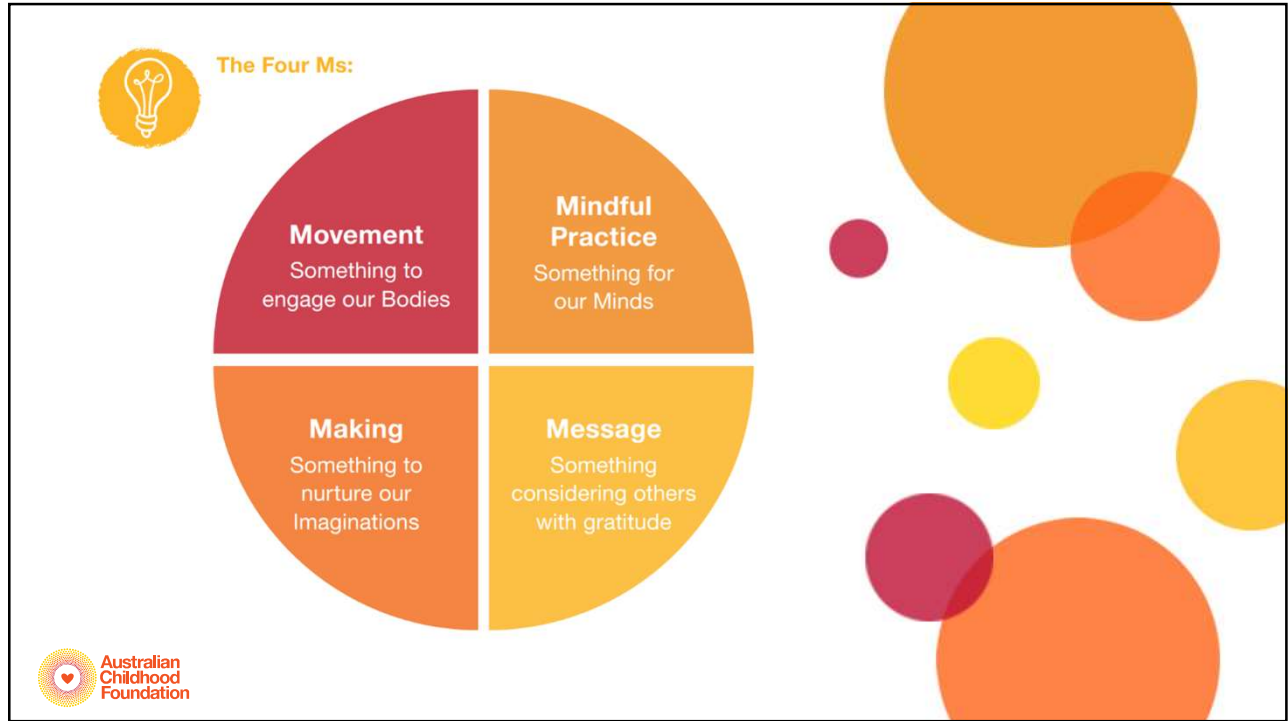 The Four Ms:
Movement
Something to
engage our Bodies
Mindful
Practice
Something for
our Minds
Making
Something to
nurture our
Imaginations
Message
Something
considering others
with gratitude
Australian
Childhood
Foundation